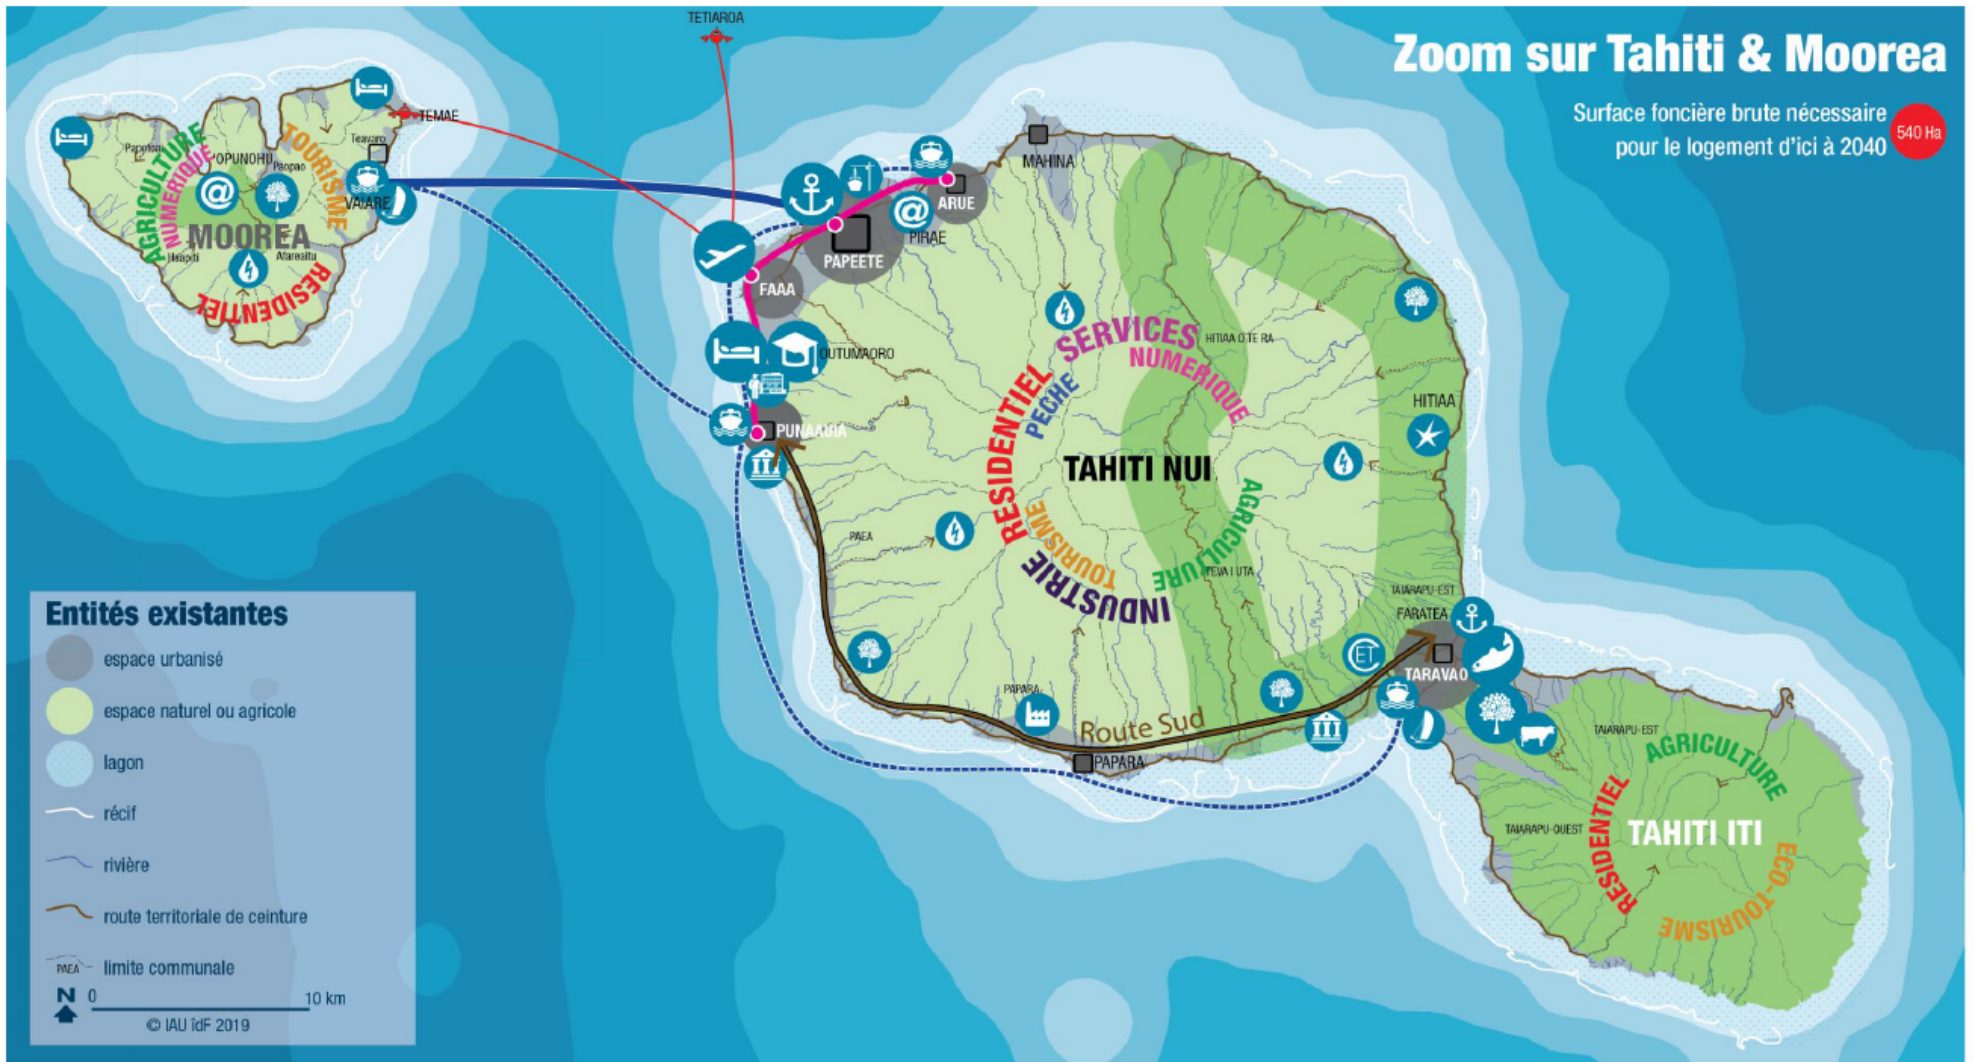 Zoom sur Tahiti & Moorea
Surface foncière brute nécessaire
pour le logement d'ici à 2040
540 Ha
TETIAROA
TEMAE
Teavaro
Papetoai
OPUNOHU
Paopao
AGRICULTURE
NUMERIQUE
TOURISME
@
VAIARE
MOOREA
Haapiti
Afareaitu
RESIDENTIEL
MAHINA
ARUE
@
PIRAE
PAPEETE
FAAA
OUTUMAORO
PUNAAUIA
SERVICES
NUMERIQUE
HITIAA O TE RA
RESIDENTIEL
PECHE
HITIAA
TAHITI NUI
AGRICULTURE
TOURISME
INDUSTRIE
PAEA
TEVA I UTA
TAIARAPU-EST
FARATEA
CET
TARAVAO
PAPARA
Route Sud
PAPARA
TAIARAPU-EST
AGRICULTURE
RESIDENTIEL
TAIARAPU-OUEST
TAHITI ITI
ECO-TOURISME
Entités existantes
espace urbanisé
espace naturel ou agricole
lagon
récif
rivière
route territoriale de ceinture
PAEA
limite communale
N
0
10 km
© IAU îdF 2019